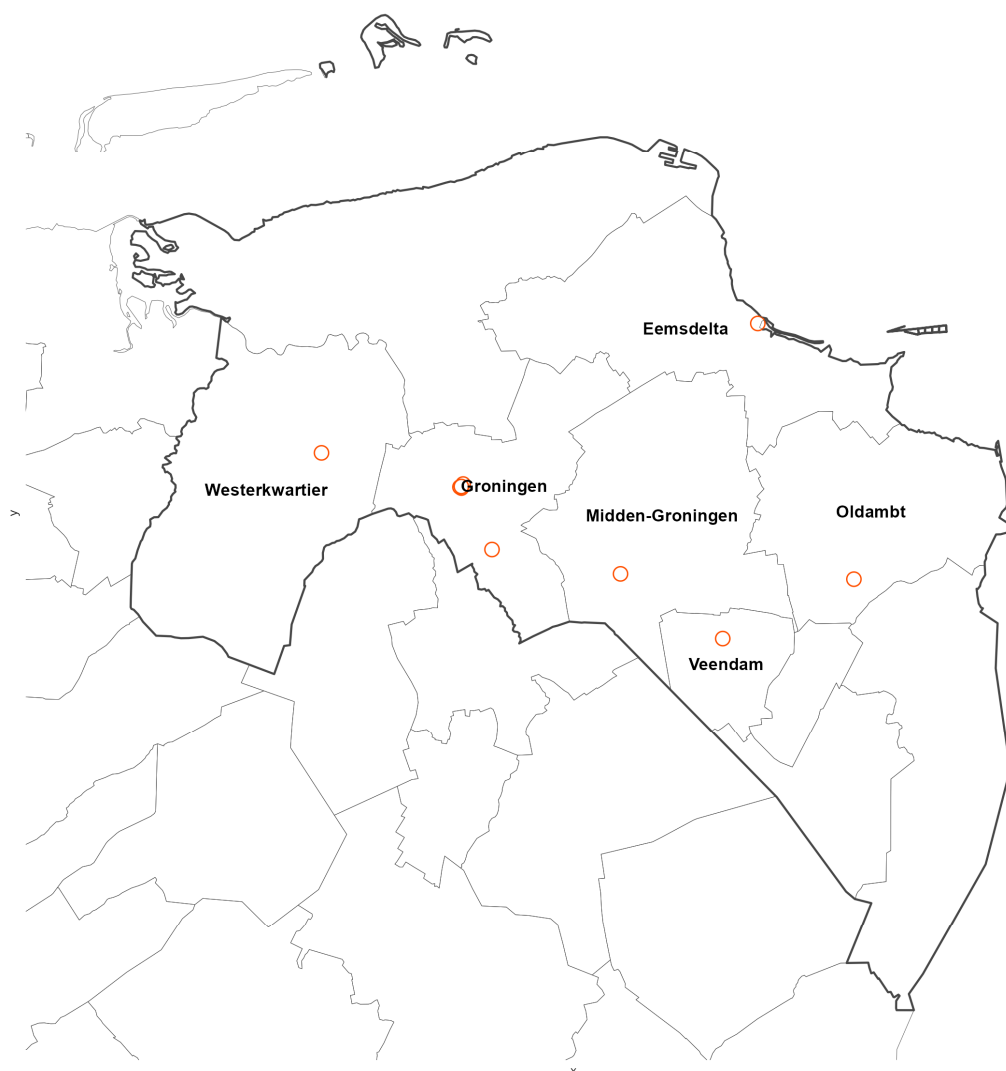 Eemsdelta
Westerkwartier
Groningen
Midden-Groningen
Oldambt
Veendam
y
x